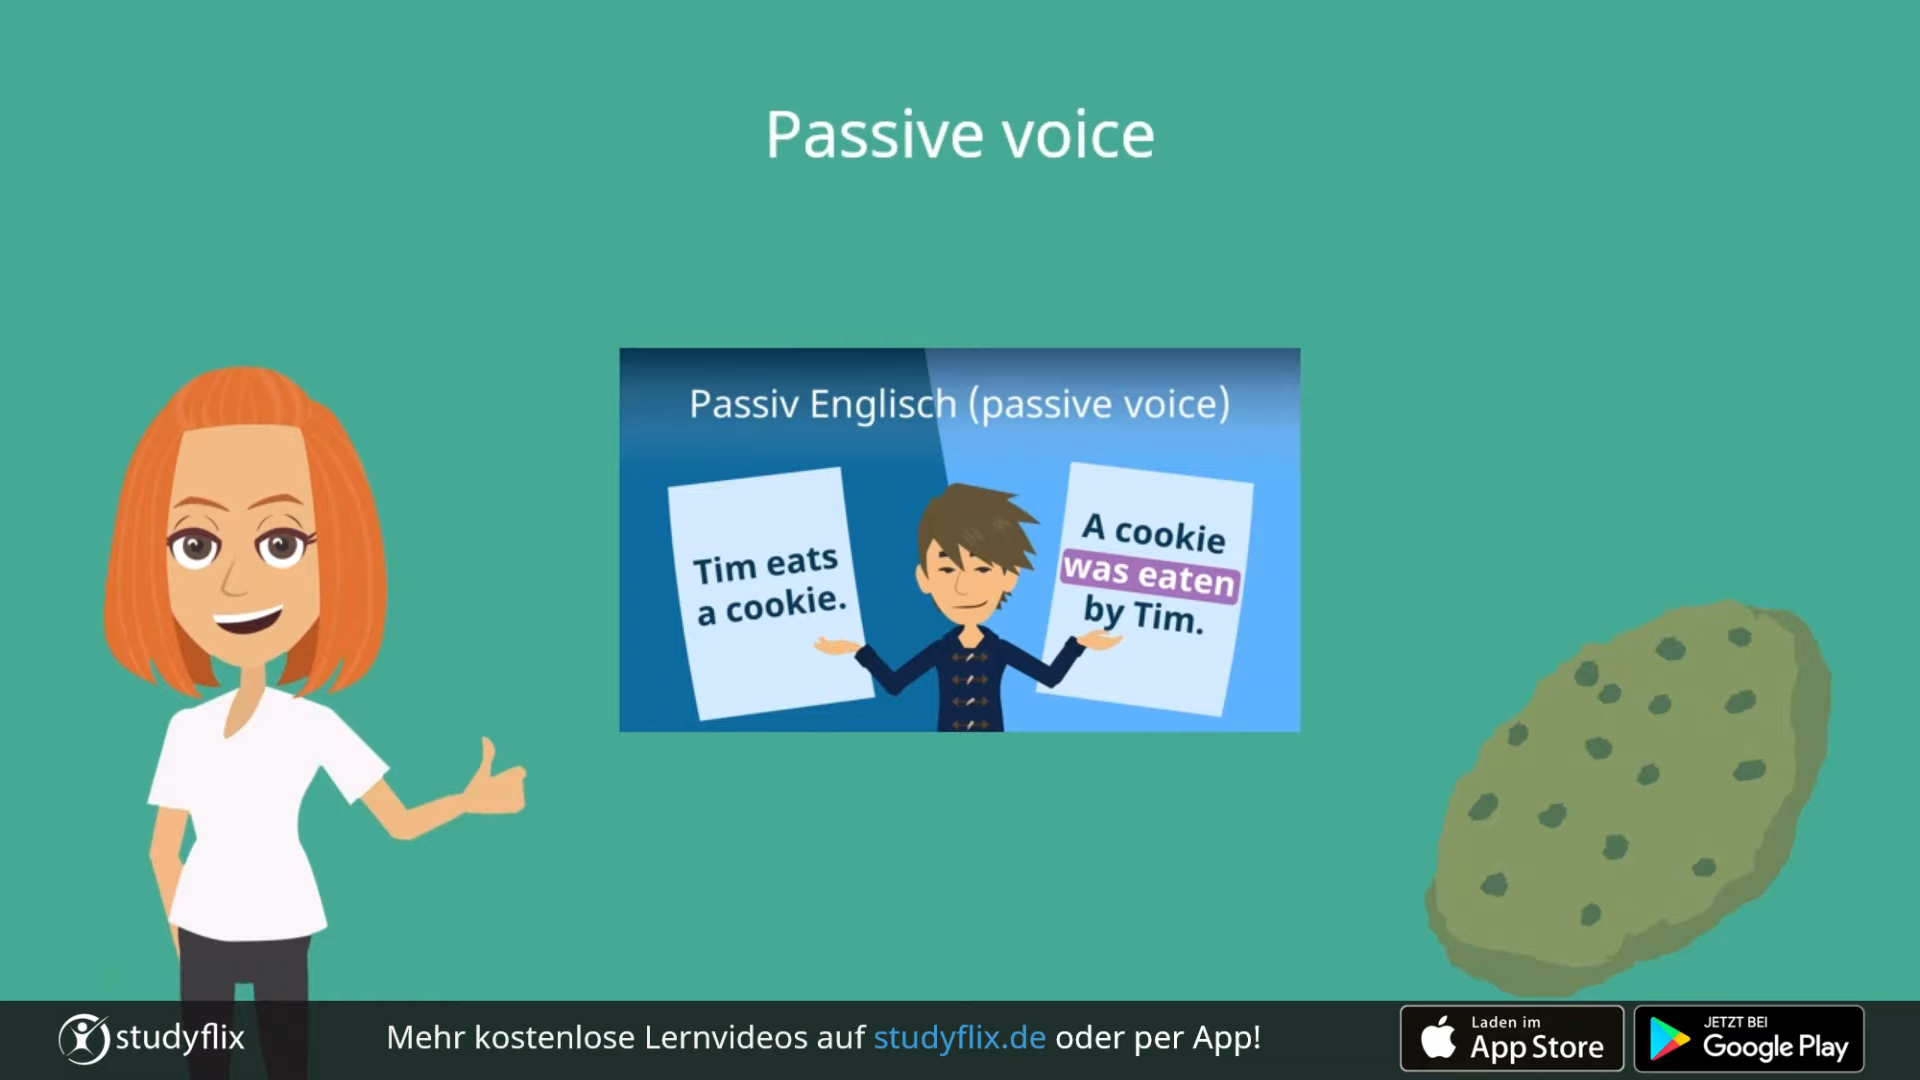 Passive voice
Passiv Englisch (passive voice)
Tim eats
a cookie.
A cookie
was eaten
by Tim.
studyflix
Mehr kostenlose Lernvideos auf studyflix.de oder per App!
Laden im
App Store
JETZT BEI
Google Play